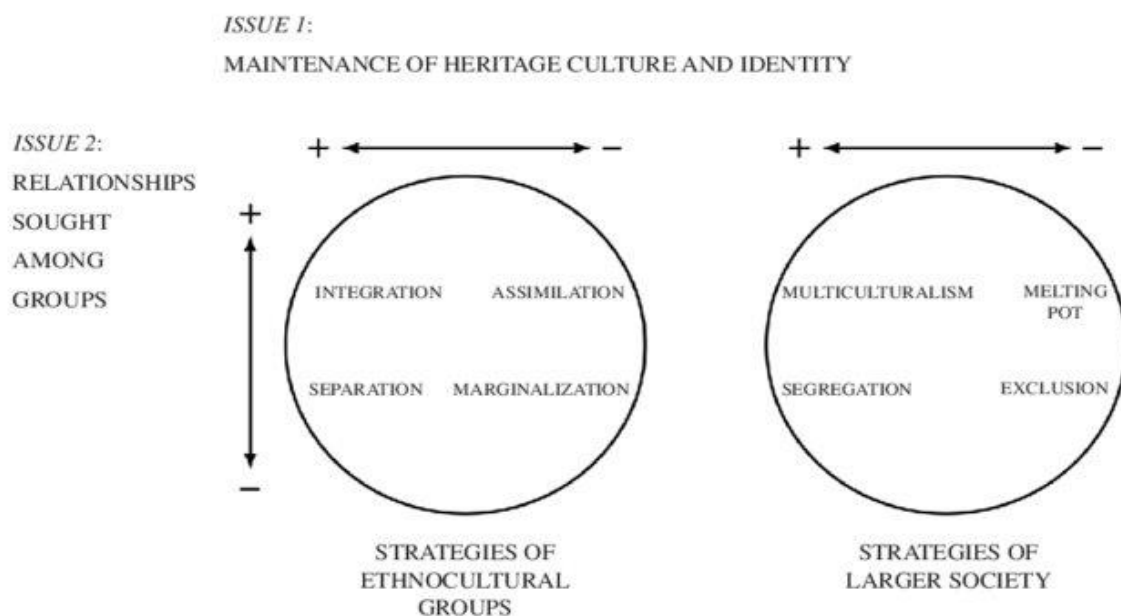 ISSUE 1:
MAINTENANCE OF HERITAGE CULTURE AND IDENTITY
ISSUE 2:
RELATIONSHIPS
SOUGHT
AMONG
GROUPS
+ −
+ −
+
−
INTEGRATION ASSIMILATION
SEPARATION MARGINALIZATION
MULTICULTURALISM MELTING
POT
SEGREGATION EXCLUSION
STRATEGIES OF
ETHNOCULTURAL
GROUPS
STRATEGIES OF
LARGER SOCIETY